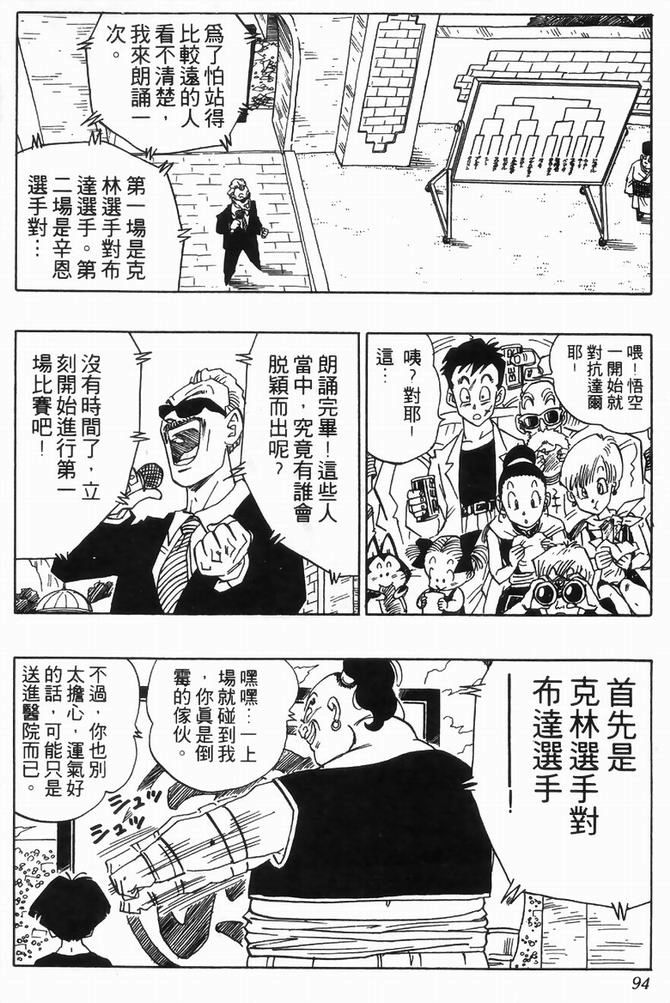 為了怕站得
比較遠的人
看不清楚，
我來朗誦一
次。
第一場是克
林選手對布
達選手。第
二場是辛恩
選手對…
喂！悟空
一開始就
對抗達爾
耶！
咦？對耶！
這…
朗誦完畢！這些人
當中，究竟有誰會
脫穎而出呢？
沒有時間了，立
刻開始進行第一
場比賽吧！
首先是
克林選手對
布達選手
——！
嘿嘿…一上
場就碰到我
，你真是倒
霉的傢伙。
不過，你也別
太擔心，運氣好
的話，可能只是
送進醫院而已。
シュッ
シュッ
94